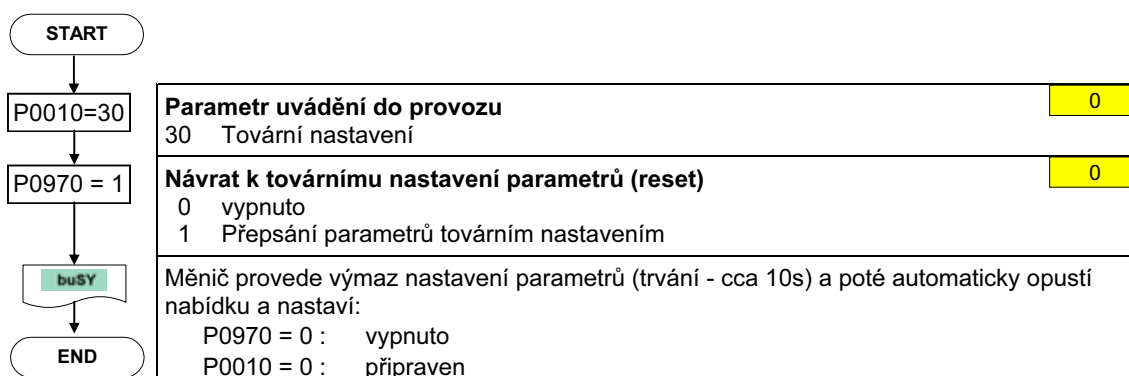 START
P0010=30
Parametr uvádění do provozu
0
30 Tovární nastavení
P0970 = 1
Návrat k továrnímu nastavení parametrů (reset)
0
0 vypnuto
1 Přepsání parametrů továrním nastavením
buSY
Měnič provede výmaz nastavení parametrů (trvání - cca 10s) a poté automaticky opustí
nabídku a nastaví:
P0970 = 0 : vypnuto
END
P0010 = 0 : připraven